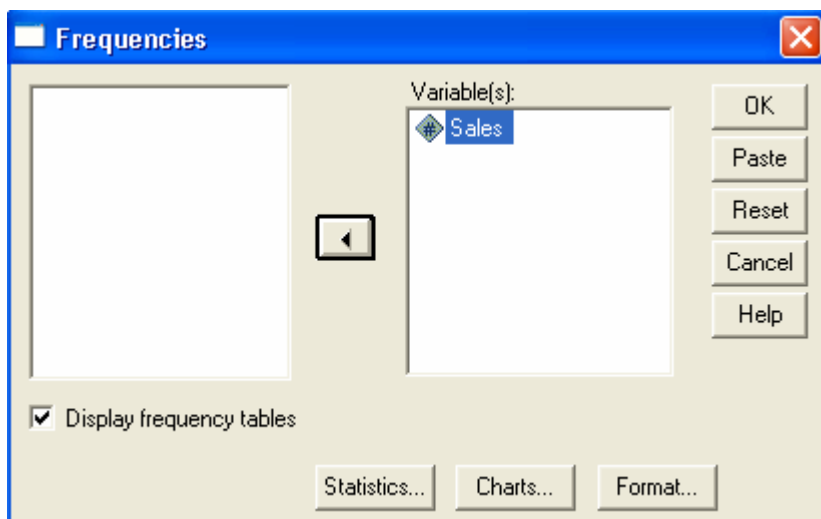 Frequencies
Variable(s):
# Sales
OK
Paste
Reset
Cancel
Help
Display frequency tables
Statistics...
Charts...
Format...